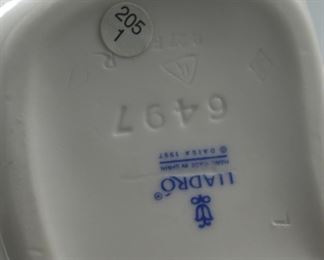 205
1
6497
LLADRÓ
HAND MADE IN SPAIN
© DAISA 1997